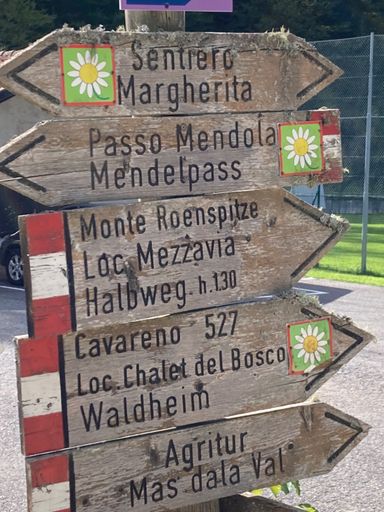 Sentiero
Margherita
Passo Mendola
Mendelpass
Monte Roenspitze
Loc. Mezzavia
Halbweg h.1.30
Cavareno 527
Loc. Chalet del Bosco
Waldheim
Agritur
Mas dala Val